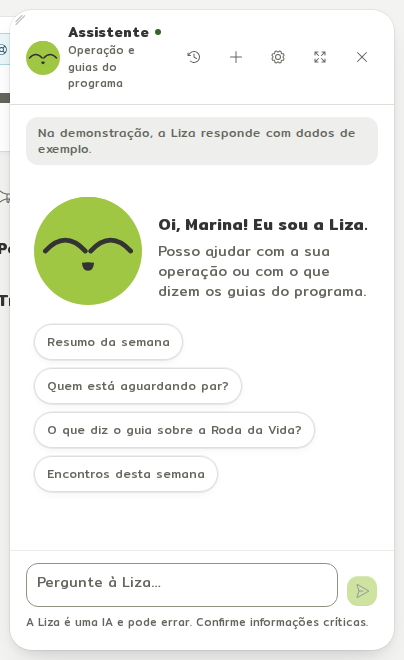 Assistente
Operação e
guias do
programa
Na demonstração, a Liza responde com dados de
exemplo.
Oi, Marina! Eu sou a Liza.
Posso ajudar com a sua
operação ou com o que
dizem os guias do programa.
Resumo da semana
Quem está aguardando par?
O que diz o guia sobre a Roda da Vida?
Encontros desta semana
Pergunte à Liza...
A Liza é uma IA e pode errar. Confirme informações críticas.